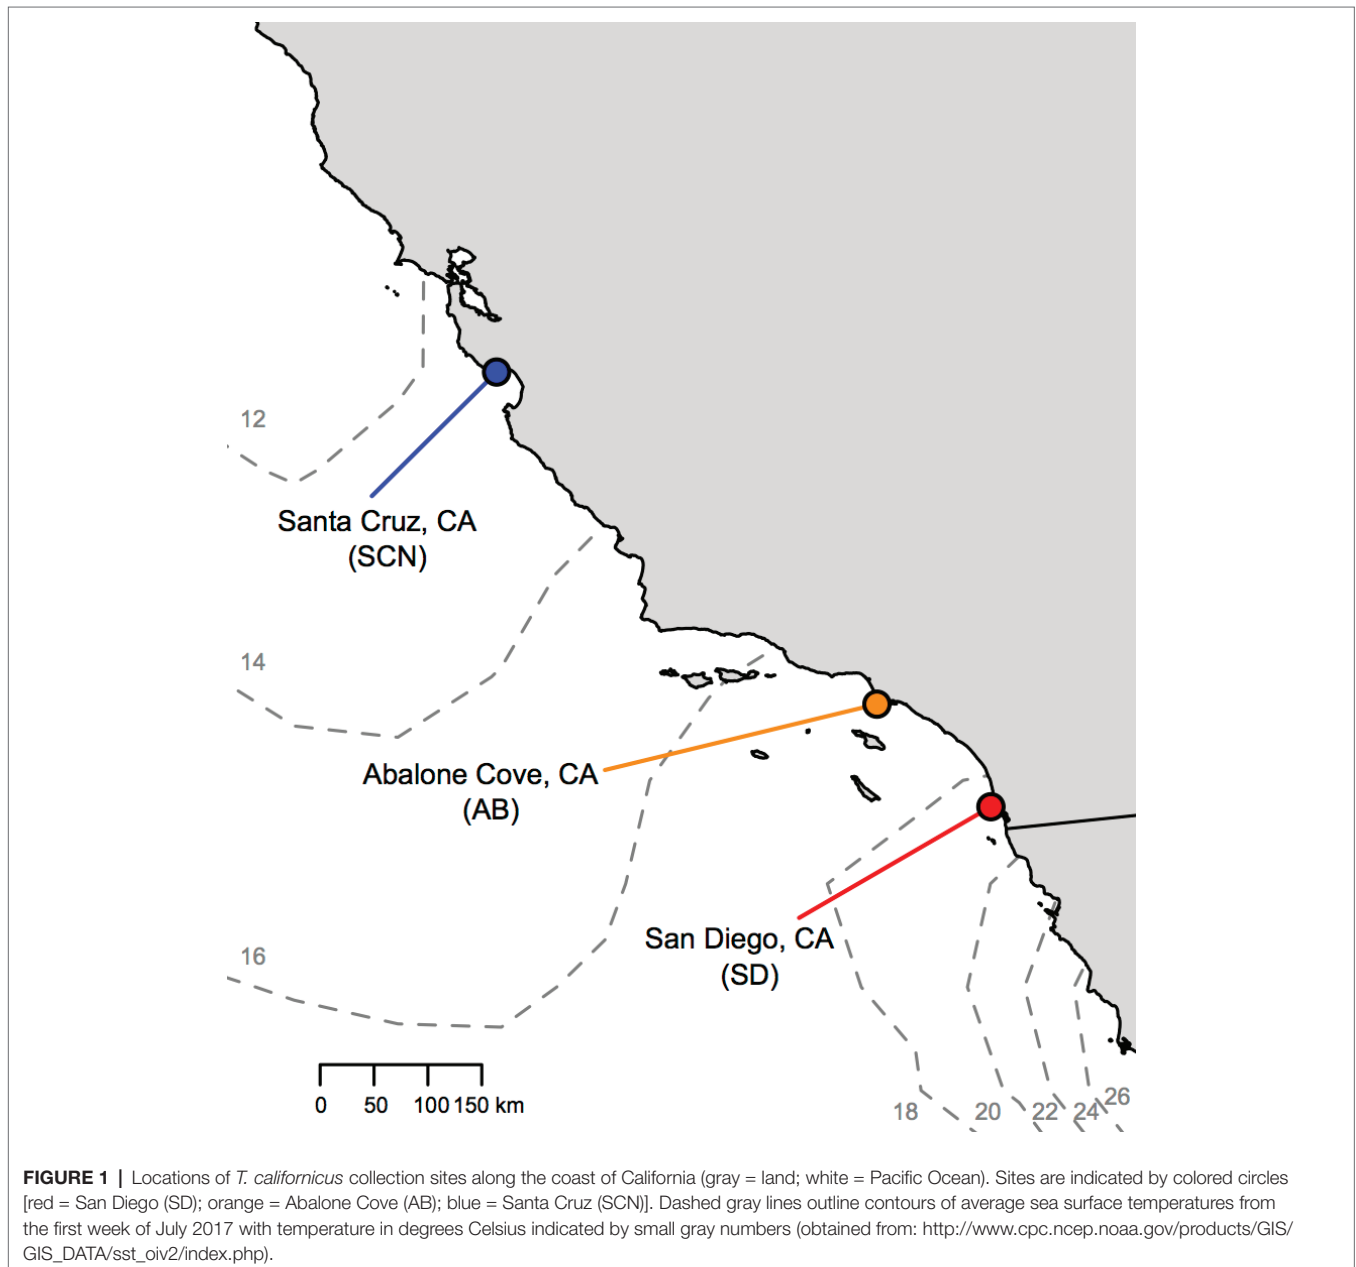 12
Santa Cruz, CA
(SCN)
14
Abalone Cove, CA
(AB)
San Diego, CA
(SD)
16
0 50 100 150 km
18 20 22 24 26
FIGURE 1 | Locations of T. californicus collection sites along the coast of California (gray = land; white = Pacific Ocean). Sites are indicated by colored circles
[red = San Diego (SD); orange = Abalone Cove (AB); blue = Santa Cruz (SCN)]. Dashed gray lines outline contours of average sea surface temperatures from
the first week of July 2017 with temperature in degrees Celsius indicated by small gray numbers (obtained from: http://www.cpc.ncep.noaa.gov/products/GIS/
GIS_DATA/sst_oiv2/index.php).